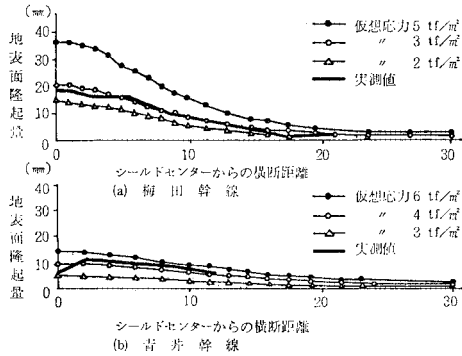 (mm)
地表面隆起量
40
30
20
10
0
0
10
20
30
仮想応力5 tf/㎡
〃 3 tf/㎡
〃 2 tf/㎡
実測値
シールドセンターからの横断距離
(a) 梅田幹線
(mm)
地表面隆起量
40
30
20
10
0
0
10
20
30
仮想応力6 tf/㎡
〃 4 tf/㎡
〃 3 tf/㎡
実測値
シールドセンターからの横断距離
(b) 青井幹線